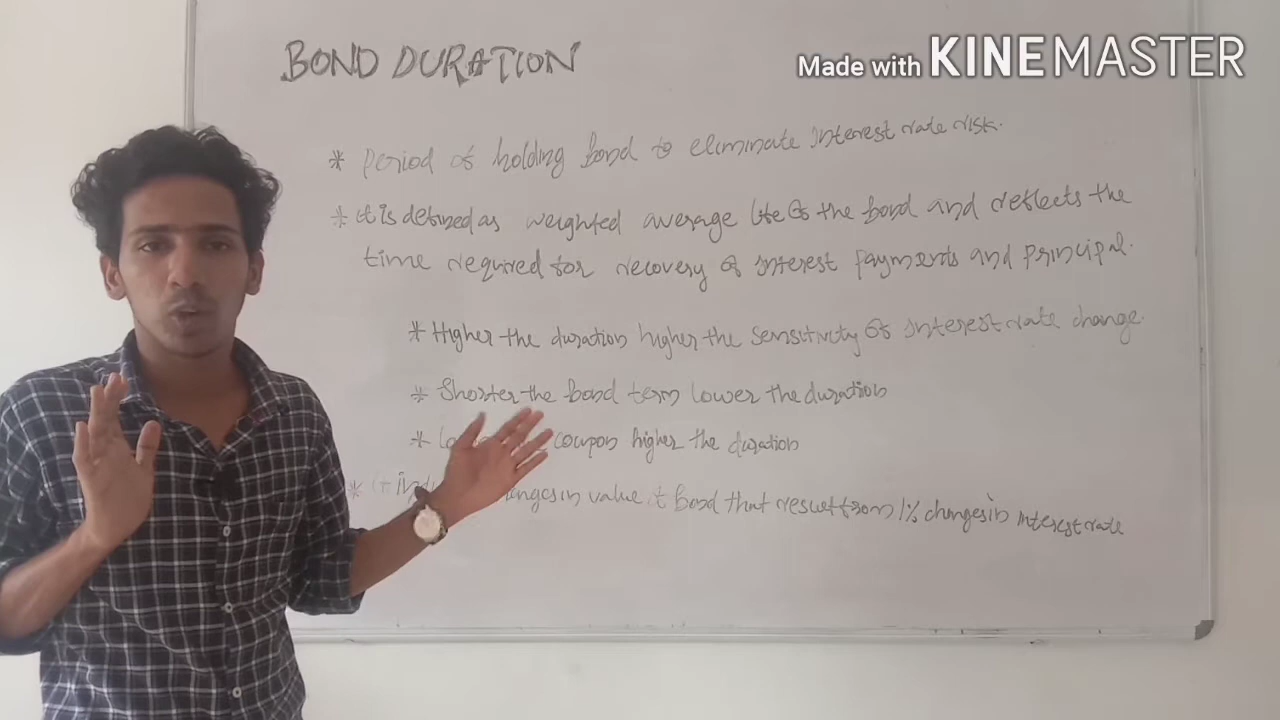 BOND DURATION
Made with KINEMASTER
* Period of holding bond to eliminate interest rate risk.
* it is defined as weighted average life of the bond and reflects the
time required for recovery of interest payments and principal.
* Higher the duration higher the sensitivity of interest rate change.
* Shorter the bond term lower the duration
* coupon higher the duration
* in value of bond that result from 1% changes in interest rate